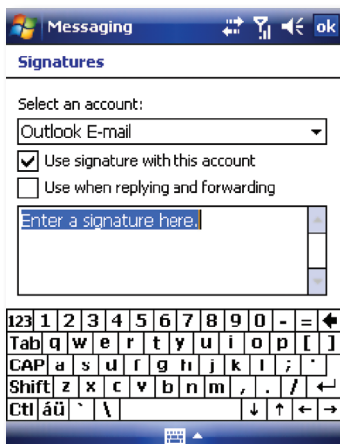 Messaging ok
Signatures
Select an account:
Outlook E-mail
Use signature with this account
Use when replying and forwarding
Enter a signature here.
123 1 2 3 4 5 6 7 8 9 0 - =
Tab q w e r t y u i o p [ ]
CAP a s d f g h j k l ; '
Shift z x c v b n m , . /
Ctl áü ` \